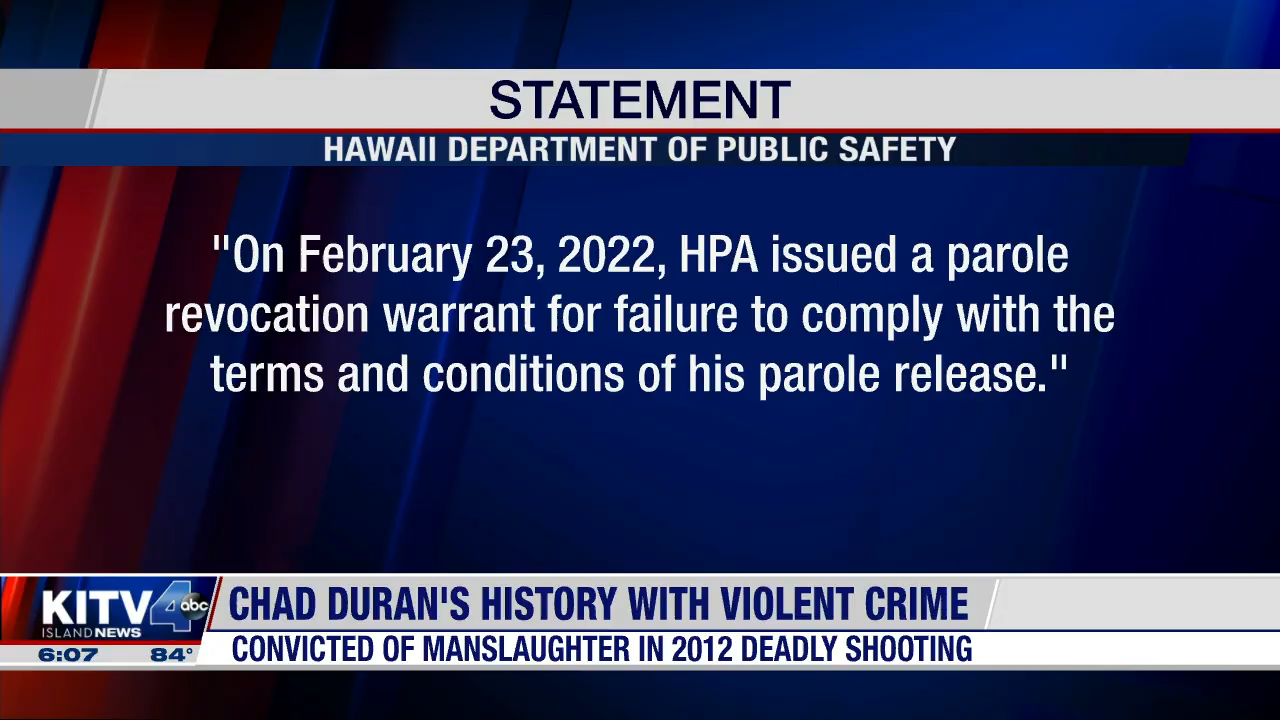 STATEMENT
HAWAII DEPARTMENT OF PUBLIC SAFETY
"On February 23, 2022, HPA issued a parole
revocation warrant for failure to comply with the
terms and conditions of his parole release."
KITV 4 abc
ISLAND NEWS
CHAD DURAN'S HISTORY WITH VIOLENT CRIME
6:07 84°
CONVICTED OF MANSLAUGHTER IN 2012 DEADLY SHOOTING